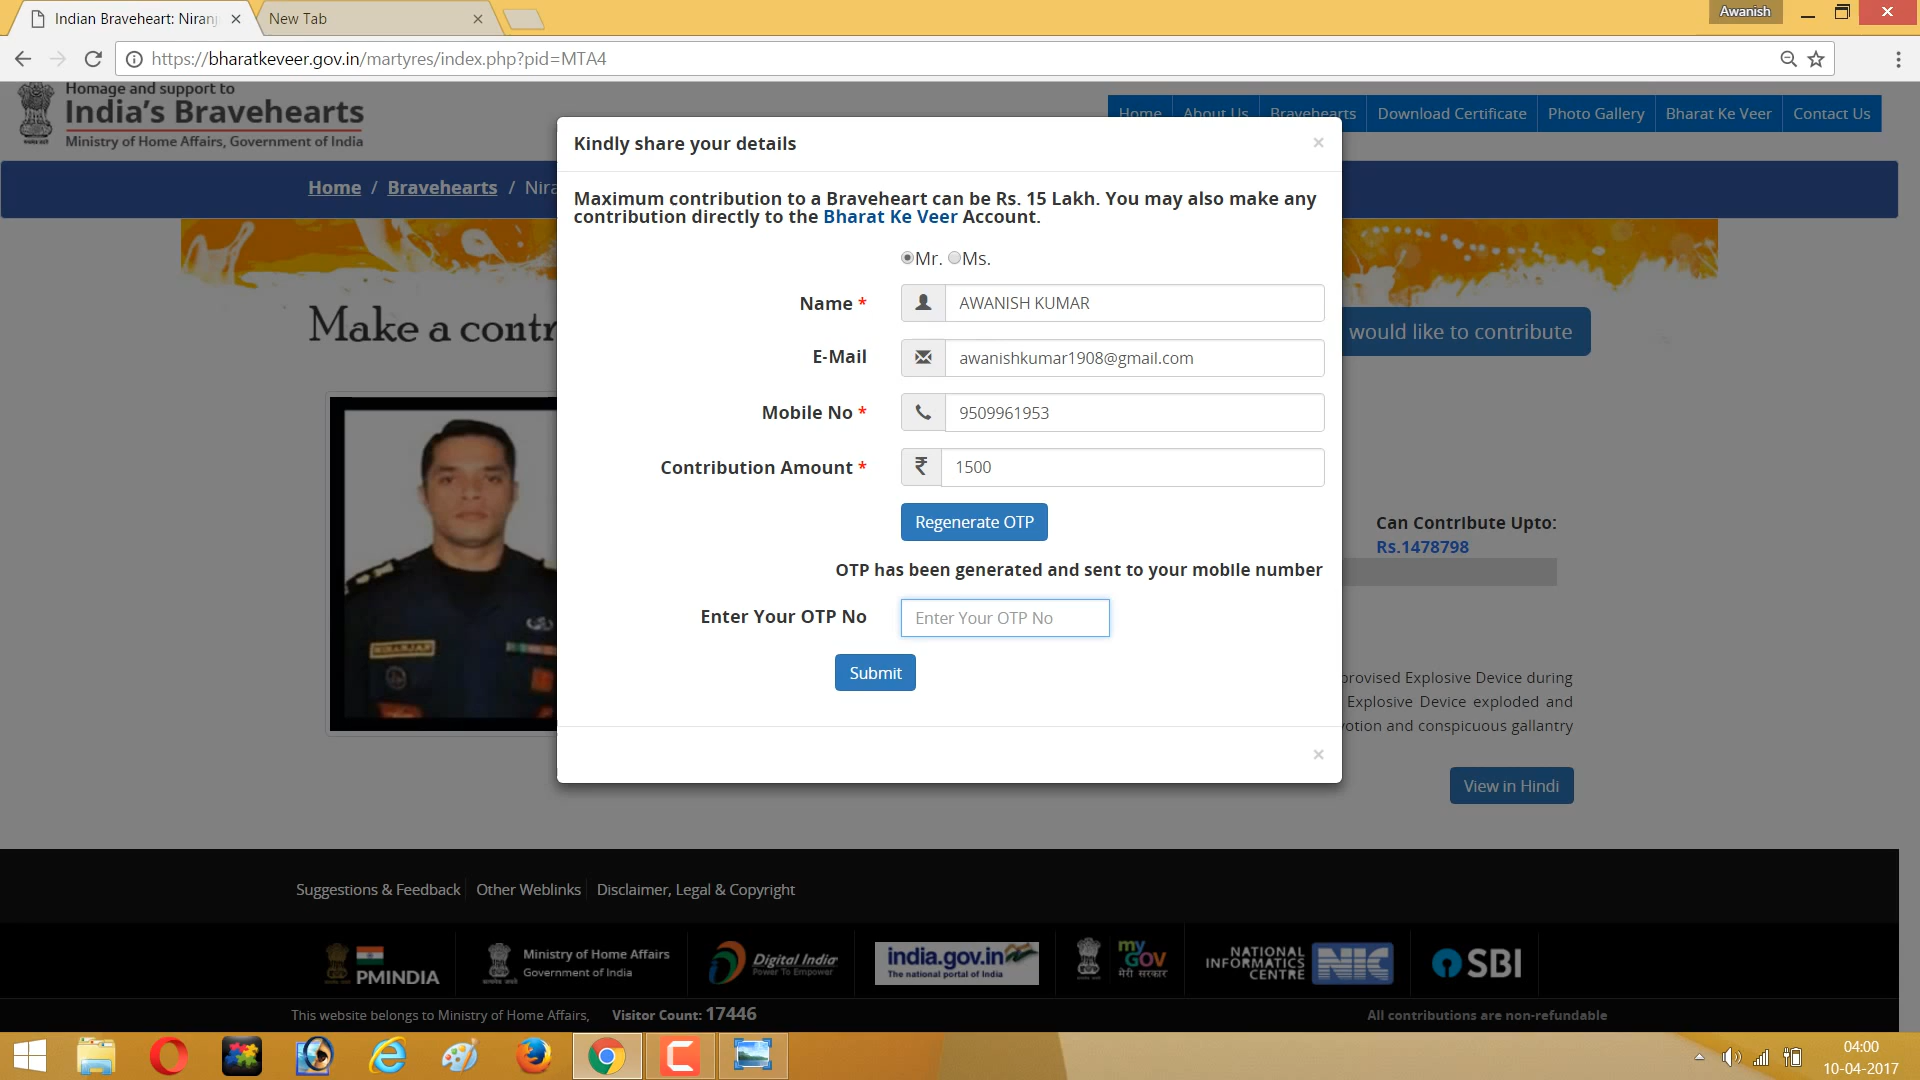 Indian Braveheart: Niranj
New Tab
Awanish
https://bharatkeveer.gov.in/martyres/index.php?pid=MTA4
Homage and support to
India's Bravehearts
Ministry of Home Affairs, Government of India
Home
About Us
Bravehearts
Download Certificate
Photo Gallery
Bharat Ke Veer
Contact Us
Home / Bravehearts / Nira
Kindly share your details
×
Maximum contribution to a Braveheart can be Rs. 15 Lakh. You may also make any
contribution directly to the Bharat Ke Veer Account.
Mr. Ms.
Name *
AWANISH KUMAR
E-Mail
awanishkumar1908@gmail.com
Mobile No *
9509961953
Contribution Amount *
₹ 1500
Regenerate OTP
OTP has been generated and sent to your mobile number
Enter Your OTP No
Enter Your OTP No
Submit
×
Make a contr
would like to contribute
NIRANJAN
Can Contribute Upto:
Rs.1478798
provised Explosive Device during
Explosive Device exploded and
votion and conspicuous gallantry
View in Hindi
Suggestions & Feedback
Other Weblinks
Disclaimer, Legal & Copyright
PMINDIA
Ministry of Home Affairs
Government of India
Digital India
Power To Empower
india.gov.in
The national portal of India
my
GOV
मेरी सरकार
NATIONAL
INFORMATICS
CENTRE
NIC
SBI
This website belongs to Ministry of Home Affairs,
Visitor Count: 17446
All contributions are non-refundable
04:00
10-04-2017